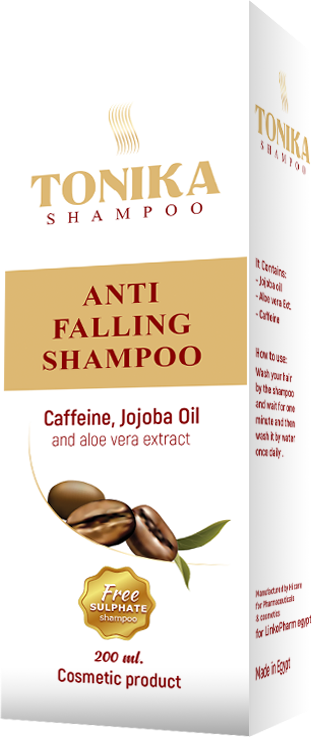 TONIKA
SHAMPOO
ANTI
FALLING
SHAMPOO
Caffeine, Jojoba Oil
and aloe vera extract
Free
SULPHATE
shampoo
200 ml.
Cosmetic product
TONIKA
SHAMPOO
It Contains:
- Jojoba oil
- Aloe vera Ext.
- Caffeine
How to use:
Wash your hair
by the shampoo
and wait for one
minute and then
wash it by water
once daily .
Manufactured by Hi care
for Pharmaceuticals
& cosmetics
for LinkoPharm egypt
Made in Egypt